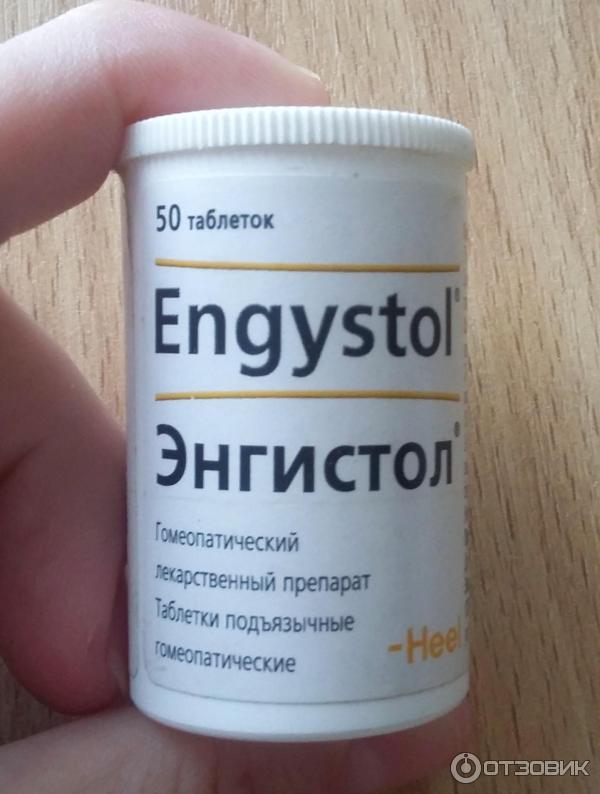 50 таблеток
Engystol®
Энгистол®
Гомеопатический
лекарственный препарат
Таблетки подъязычные
гомеопатические
-Heel
ОТЗОВИК